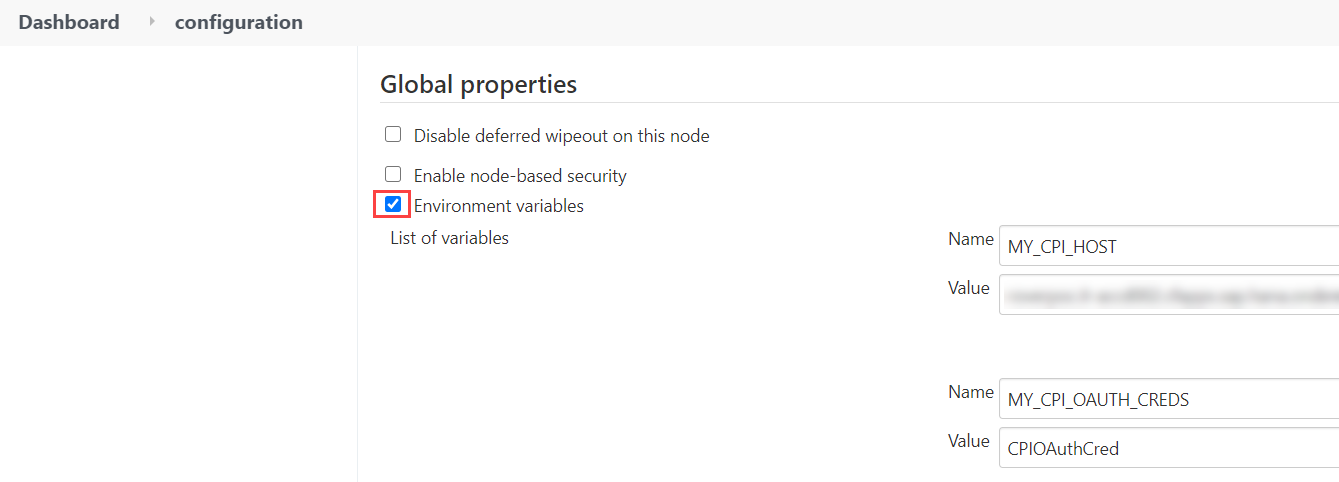 Dashboard configuration
Global properties
Disable deferred wipeout on this node
Enable node-based security
Environment variables
List of variables
Name MY_CPI_HOST
Value
Name MY_CPI_OAUTH_CREDS
Value CPIOAuthCred